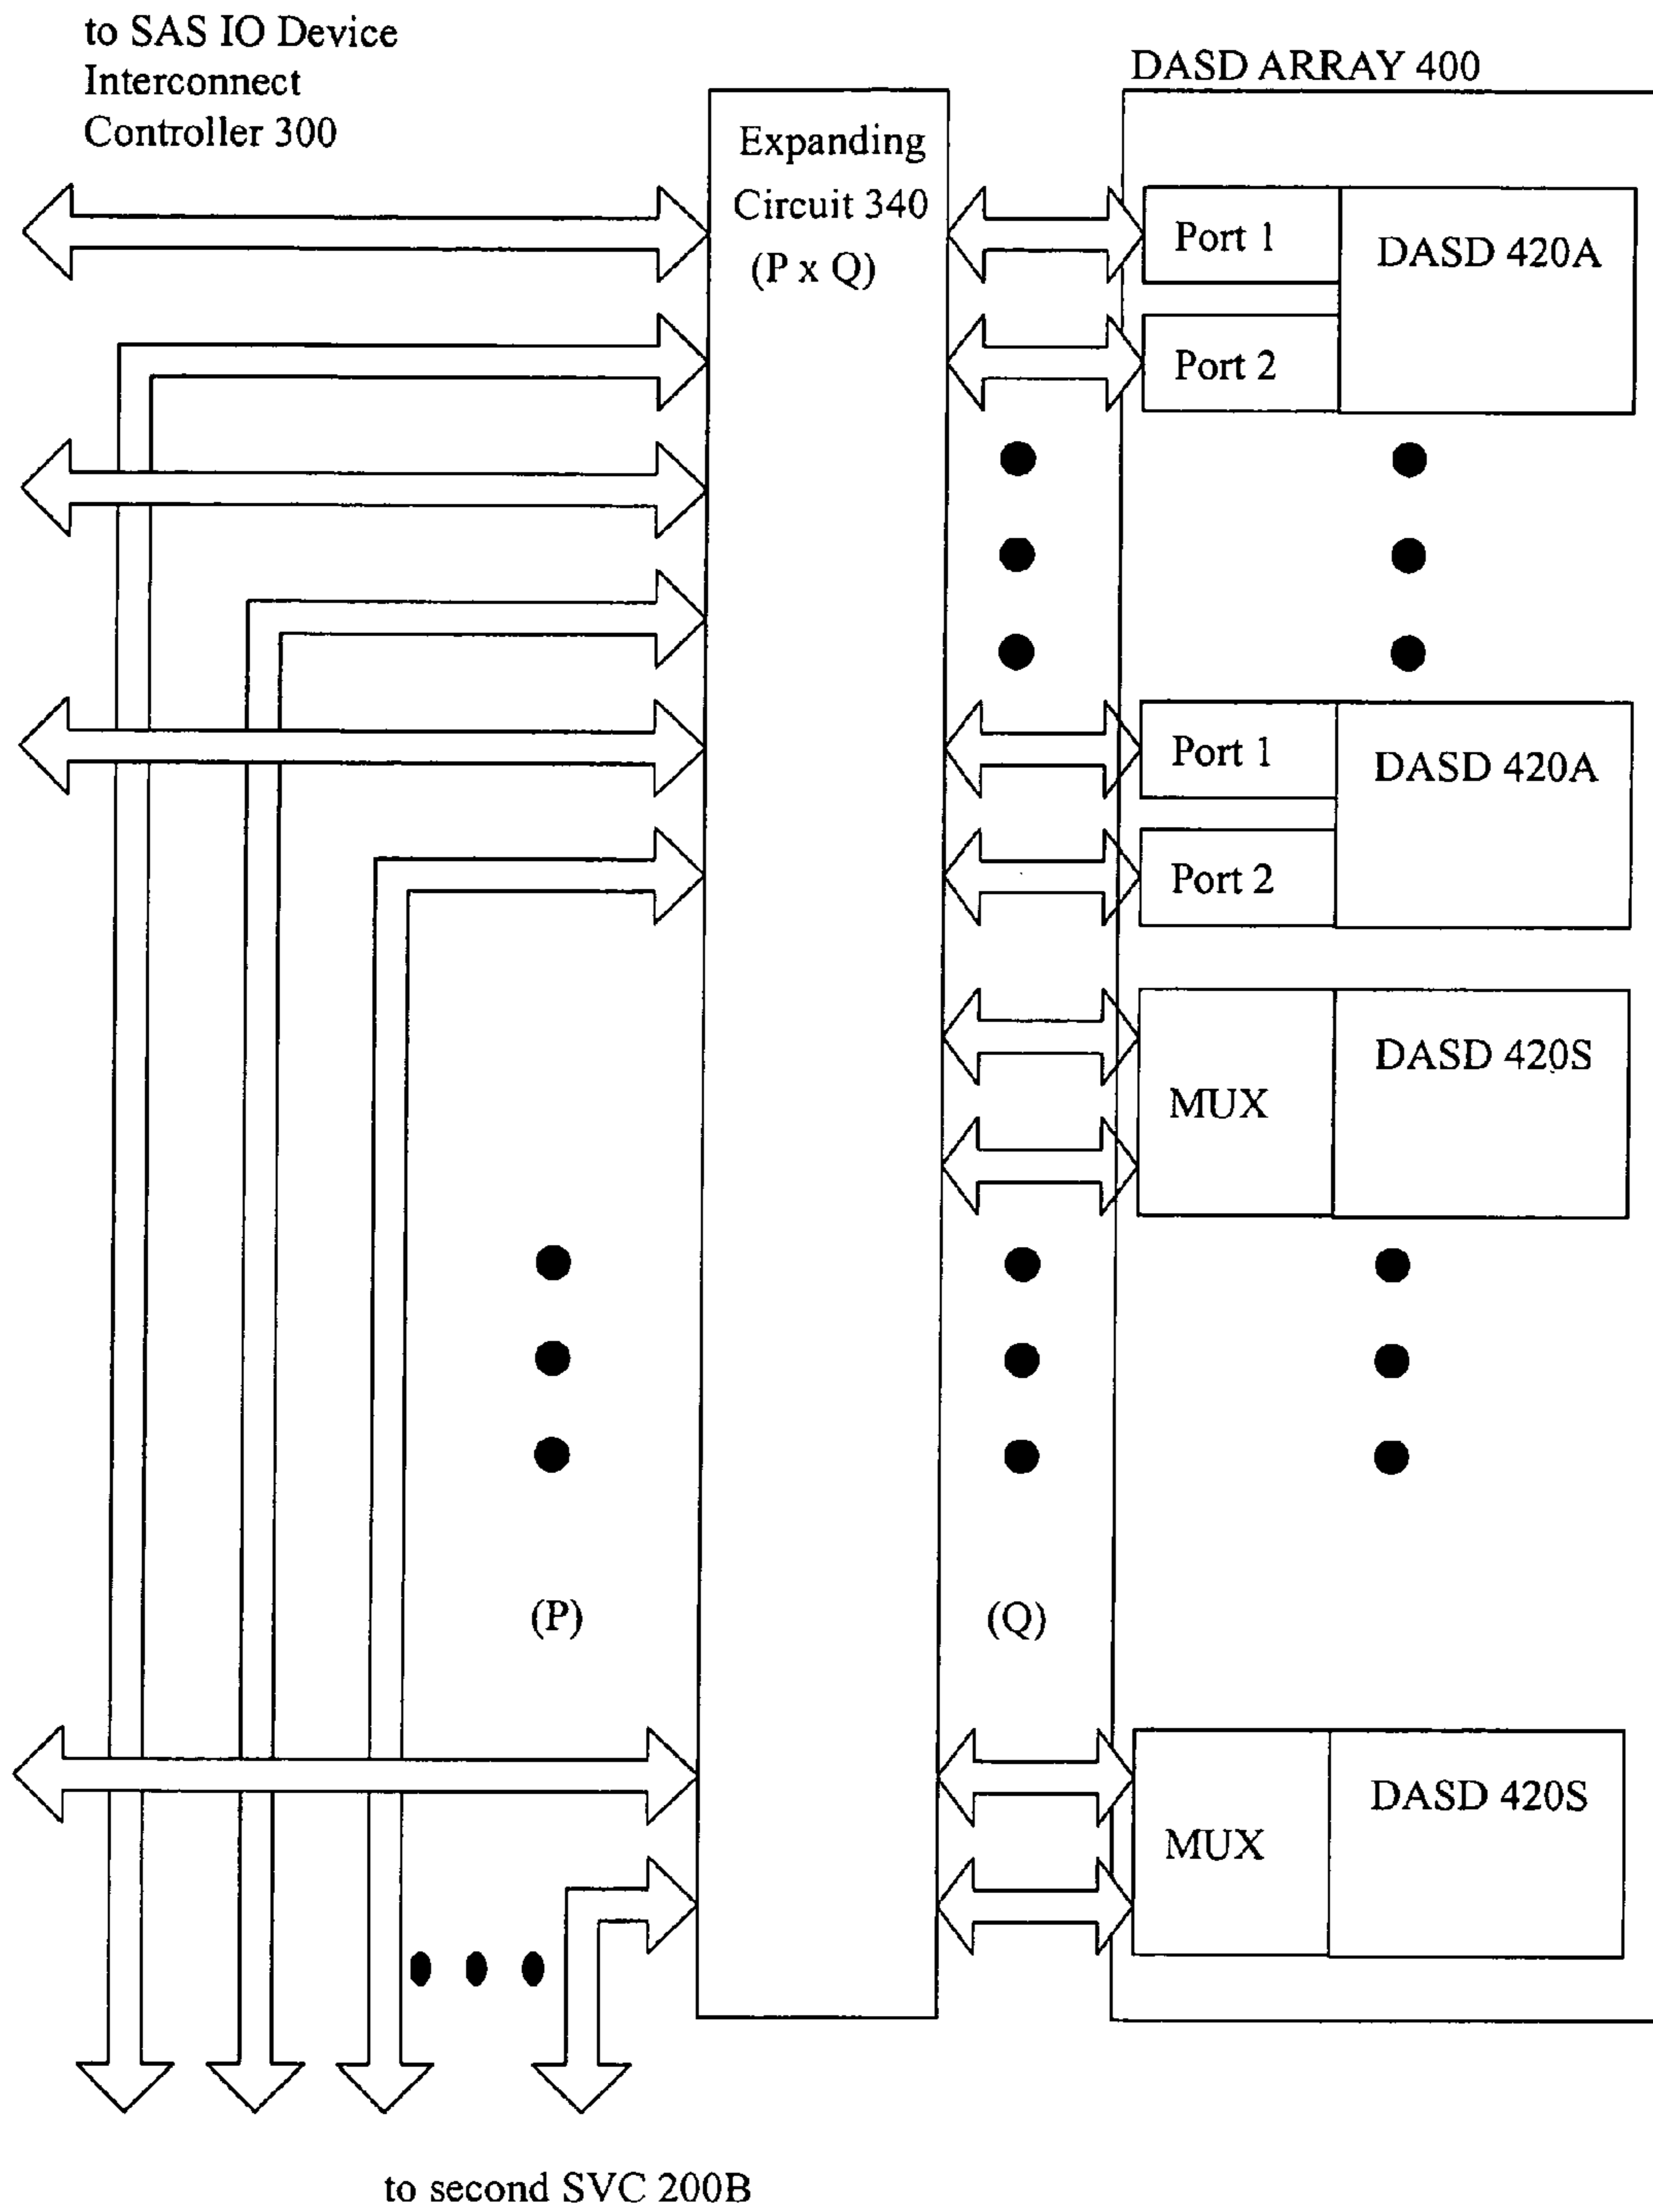 to SAS IO Device
Interconnect
Controller 300
DASD ARRAY 400
Expanding
Circuit 340
(P x Q)
Port 1
DASD 420A
Port 2
Port 1
DASD 420A
Port 2
DASD 420S
MUX
(P)
(Q)
DASD 420S
MUX
to second SVC 200B